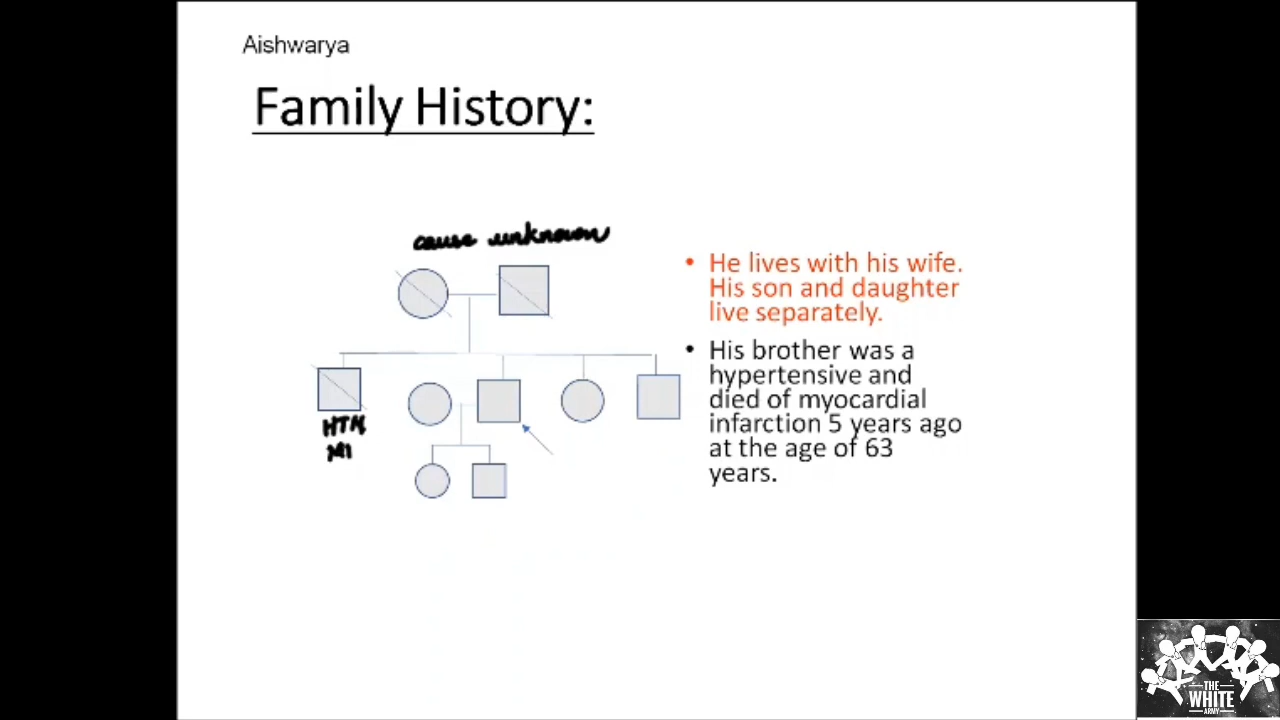 Aishwarya
Family History:
cause unknown
• He lives with his wife.
His son and daughter
live separately.
• His brother was a
hypertensive and
died of myocardial
infarction 5 years ago
at the age of 63
years.
HTN
MI
THE
WHITE
ARMY